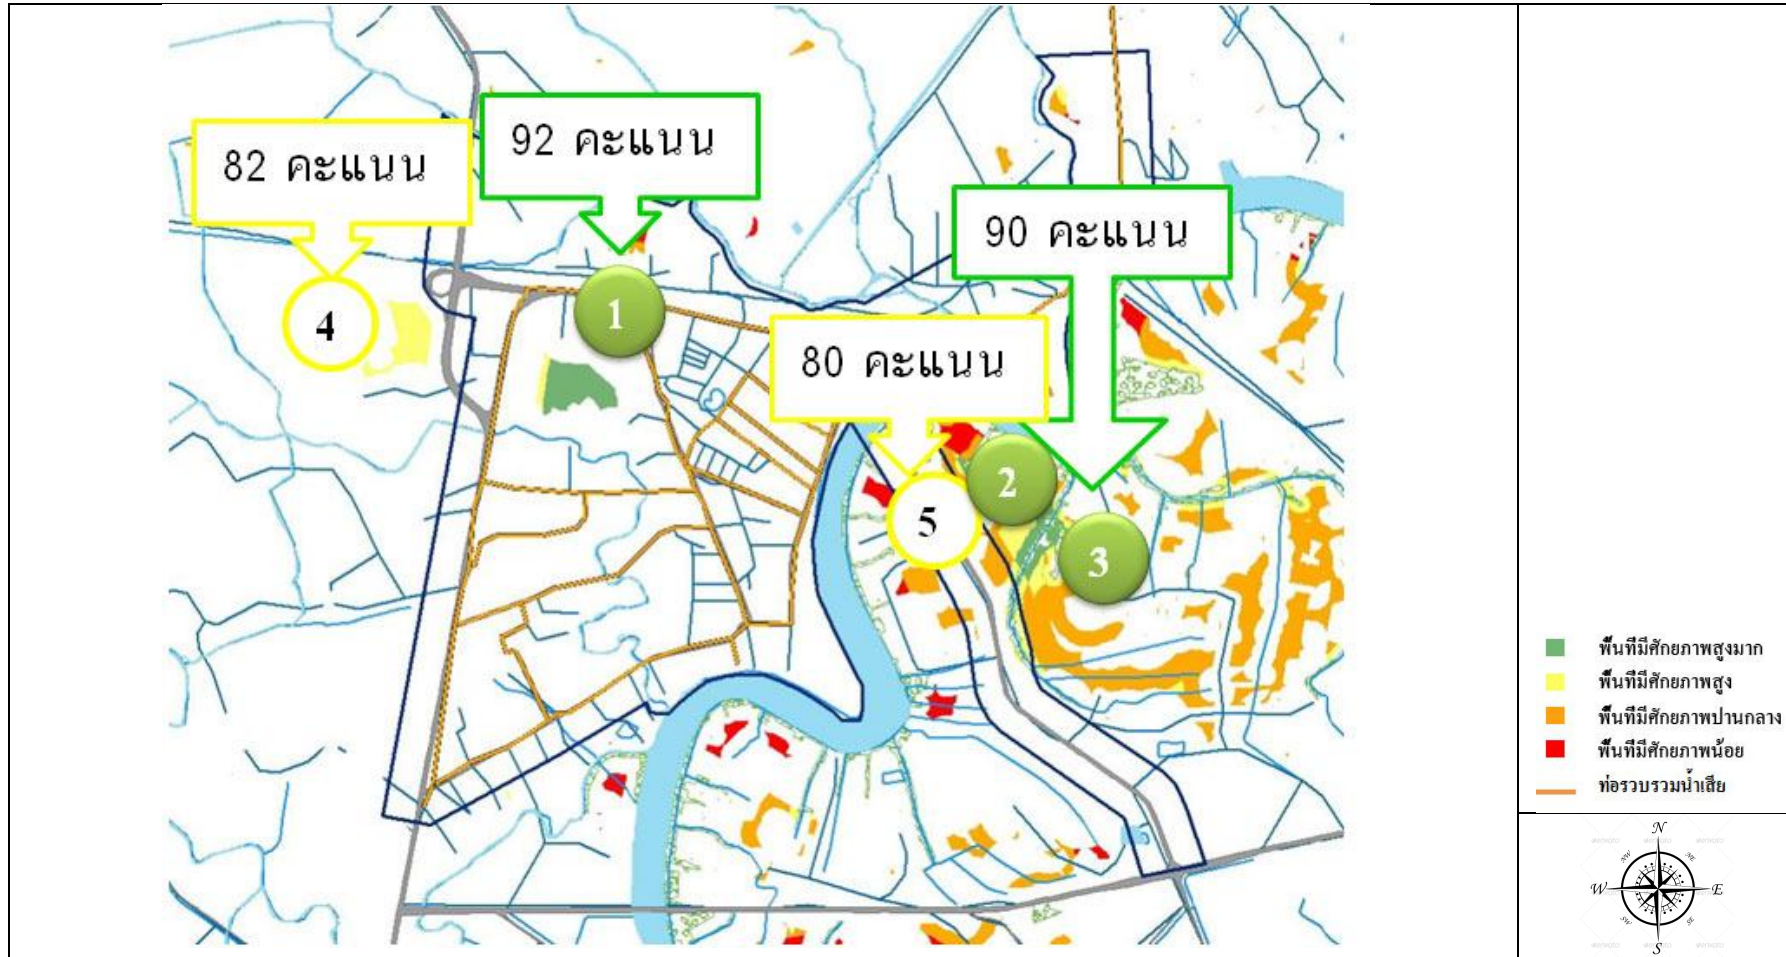 82 คะแนน
92 คะแนน
90 คะแนน
80 คะแนน
4
1
2
5
3
พื้นที่มีศักยภาพสูงมาก
พื้นที่มีศักยภาพสูง
พื้นที่มีศักยภาพปานกลาง
พื้นที่มีศักยภาพน้อย
ท่อรวบรวมน้ำเสีย
N
NW NE
W E
SW SE
S